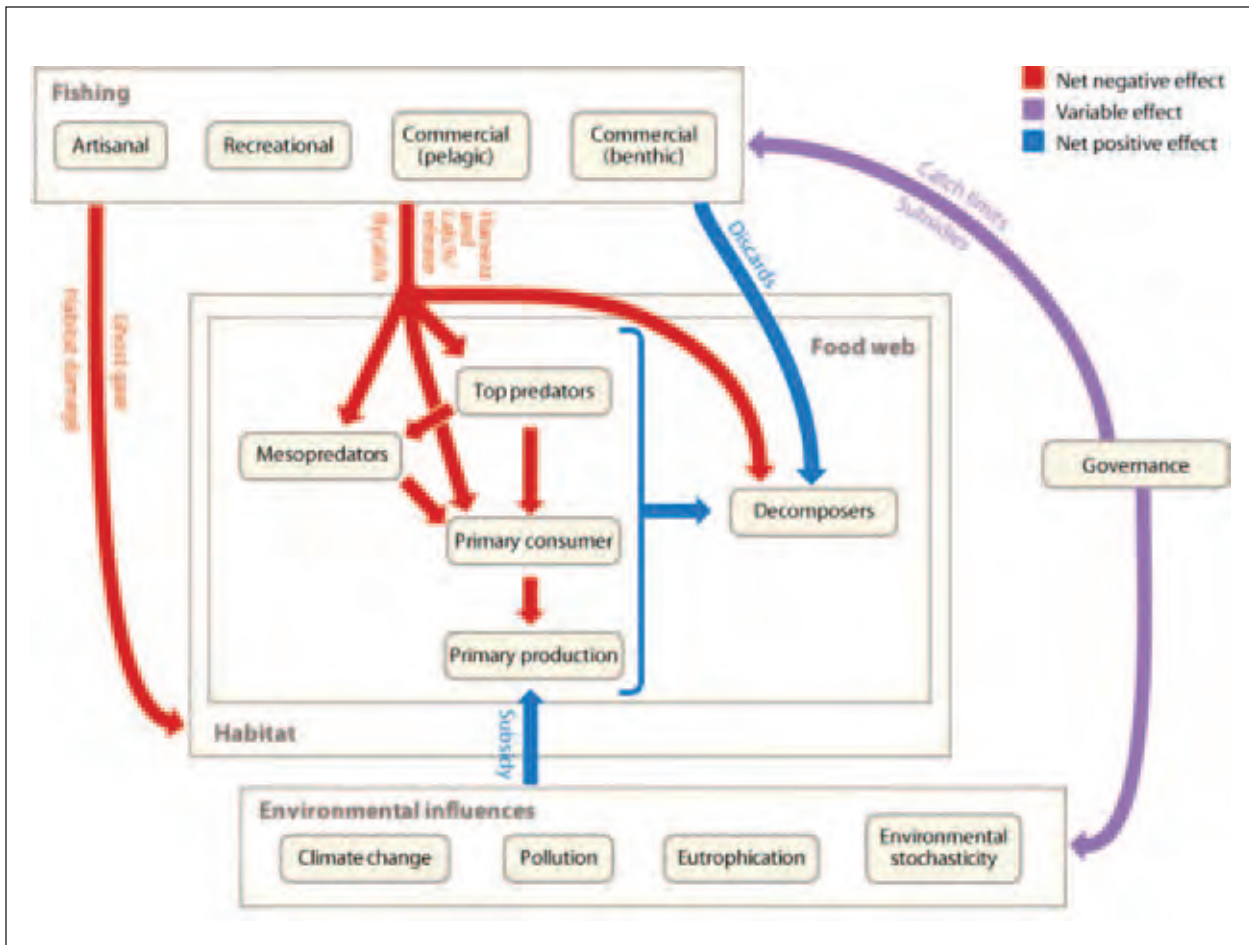 Fishing
Artisanal
Recreational
Commercial
(pelagic)
Commercial
(benthic)
Net negative effect
Variable effect
Net positive effect
Catch limits
Subsidies
Discards
Bycatch
release
and
Harvest
Ghost gear
Habitat damage
Food web
Top predators
Mesopredators
Primary consumer
Primary production
Decomposers
Governance
Habitat
Subsidy
Environmental influences
Climate change
Pollution
Eutrophication
Environmental
stochasticity